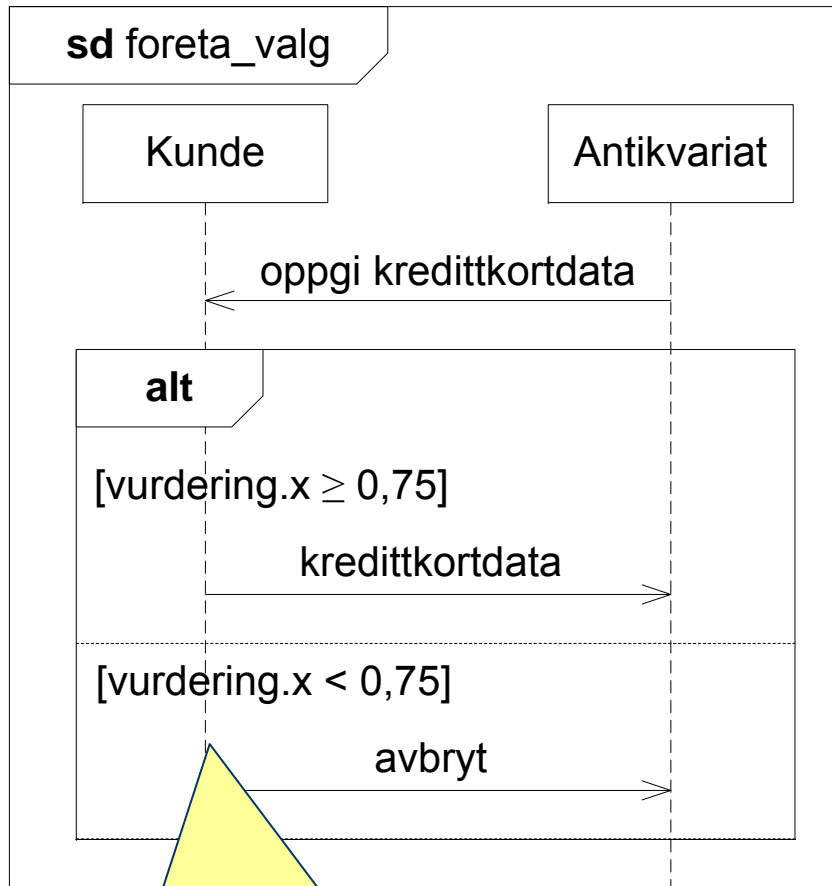 sd foreta_valg
Kunde
Antikvariat
oppgi kredittkortdata
alt
[vurdering.x ≥ 0,75]
kredittkortdata
[vurdering.x < 0,75]
avbryt